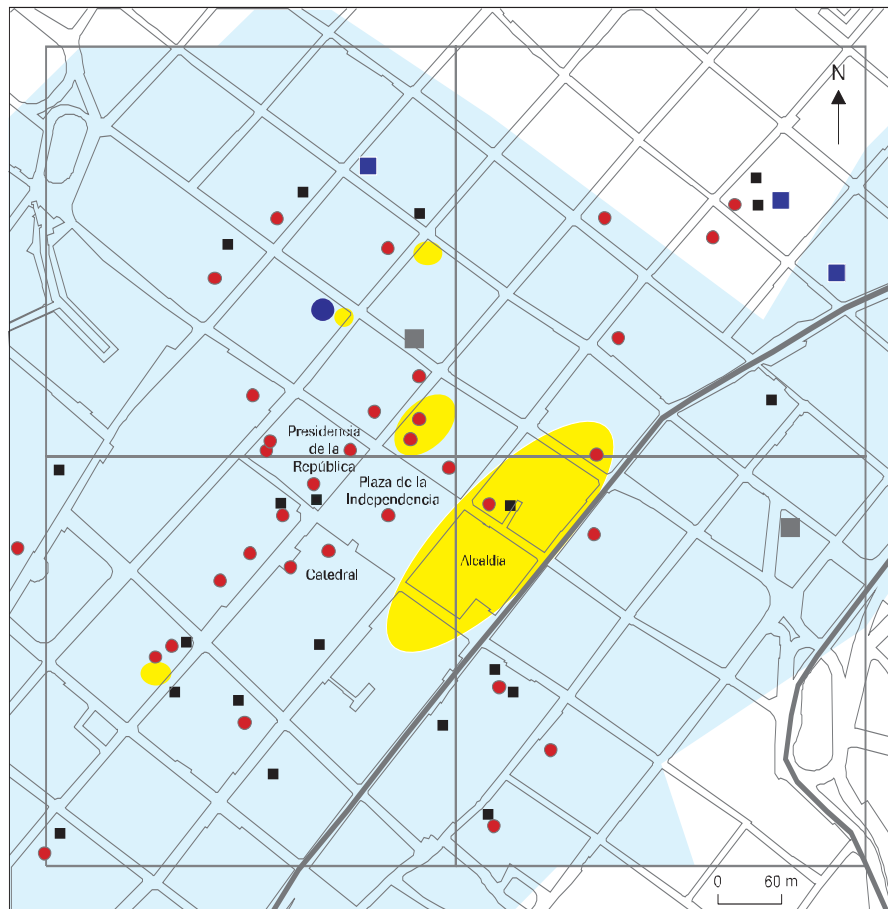 N
Presidencia
de la
República
Plaza de la
Independencia
Alcaldía
Catedral
0 60 m